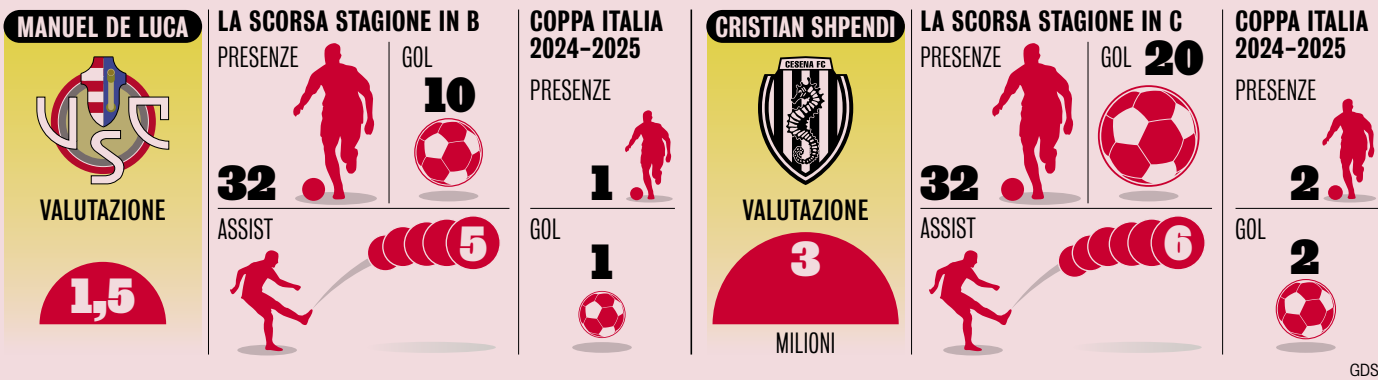 MANUEL DE LUCA
USC
VALUTAZIONE
1,5
LA SCORSA STAGIONE IN B
PRESENZE
32
GOL
10
ASSIST
5
COPPA ITALIA
2024-2025
PRESENZE
1
GOL
1
CRISTIAN SHPENDI
CESENA FC
VALUTAZIONE
3
MILIONI
LA SCORSA STAGIONE IN C
PRESENZE
32
GOL 20
ASSIST
6
COPPA ITALIA
2024-2025
PRESENZE
2
GOL
2
GDS